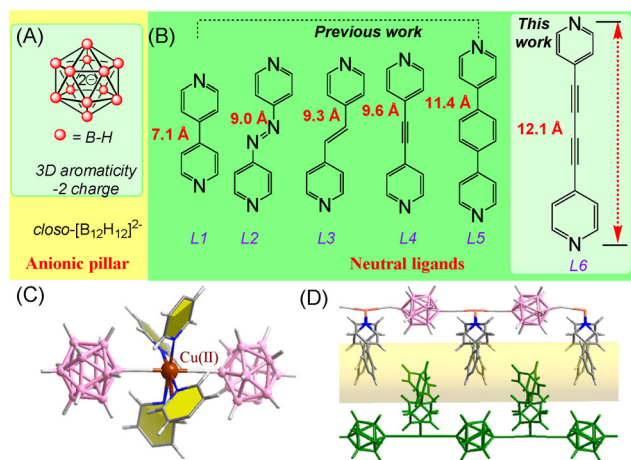 (A)
2⊖
= B-H
3D aromaticity
-2 charge
closo-[B12H12]2-
Anionic pillar
(B)
Previous work
This
work
N
N
N
N
N
7.1 Å
9.0 Å
9.3 Å
9.6 Å
11.4 Å
12.1 Å
N
N
N
N
N
N
N
N
N
L1
L2
L3
L4
L5
L6
Neutral ligands
(C)
Cu(II)
(D)